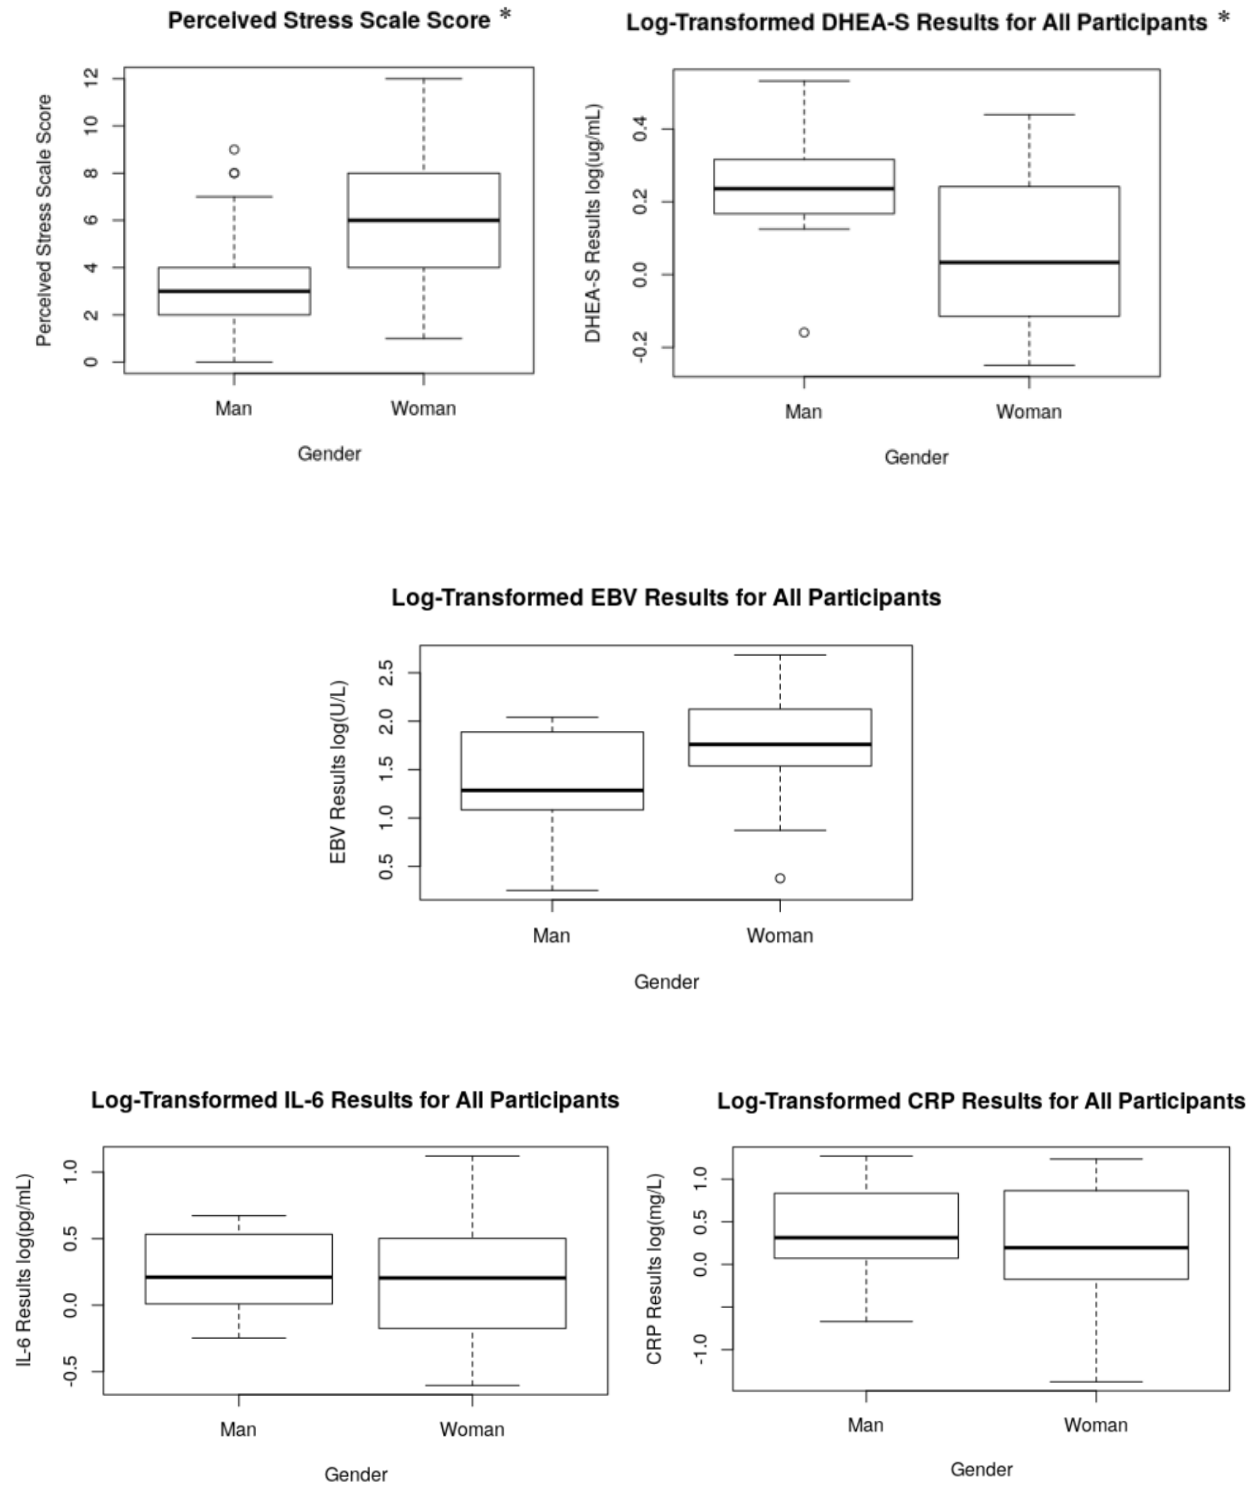 Perceived Stress Scale Score *
Perceived Stress Scale Score
12
10
8
6
4
2
0
Man Woman
Gender
Log-Transformed DHEA-S Results for All Participants *
DHEA-S Results log(ug/mL)
0.4
0.2
0.0
-0.2
Man Woman
Gender
Log-Transformed EBV Results for All Participants
EBV Results log(U/L)
2.5
2.0
1.5
1.0
0.5
Man Woman
Gender
Log-Transformed IL-6 Results for All Participants
IL-6 Results log(pg/mL)
1.0
0.5
0.0
-0.5
Man Woman
Gender
Log-Transformed CRP Results for All Participants
CRP Results log(mg/L)
1.0
0.5
0.0
-1.0
Man Woman
Gender